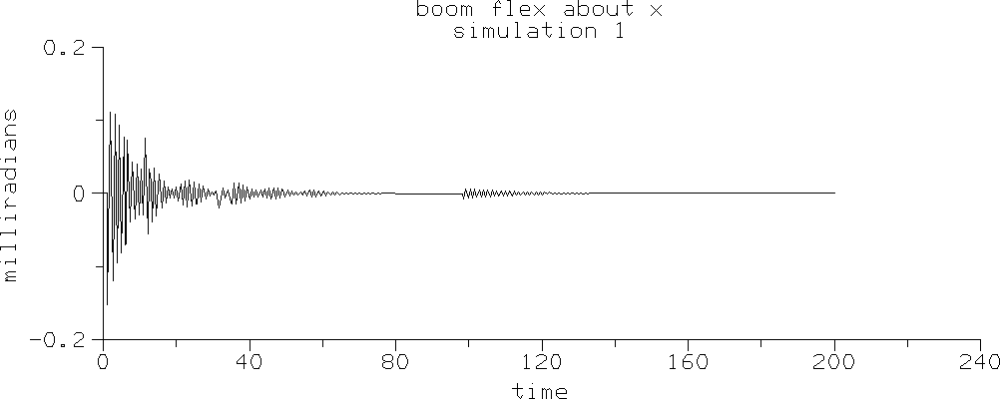 boom flex about x
simulation 1
0.2
0
-0.2
milliradians
0 40 80 120 160 200 240
time